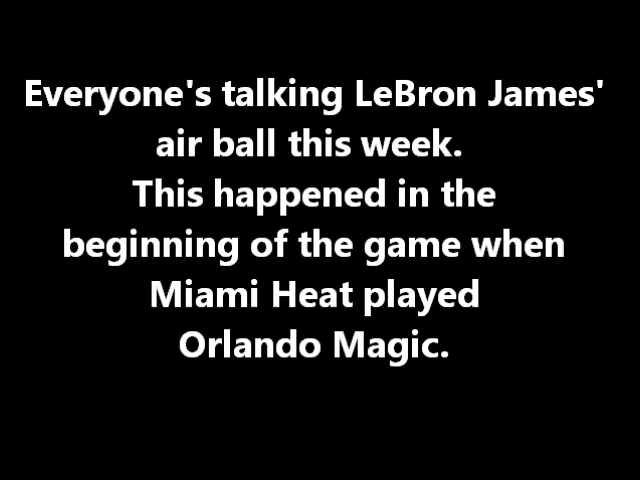 Everyone's talking LeBron James'
air ball this week.
This happened in the
beginning of the game when
Miami Heat played
Orlando Magic.